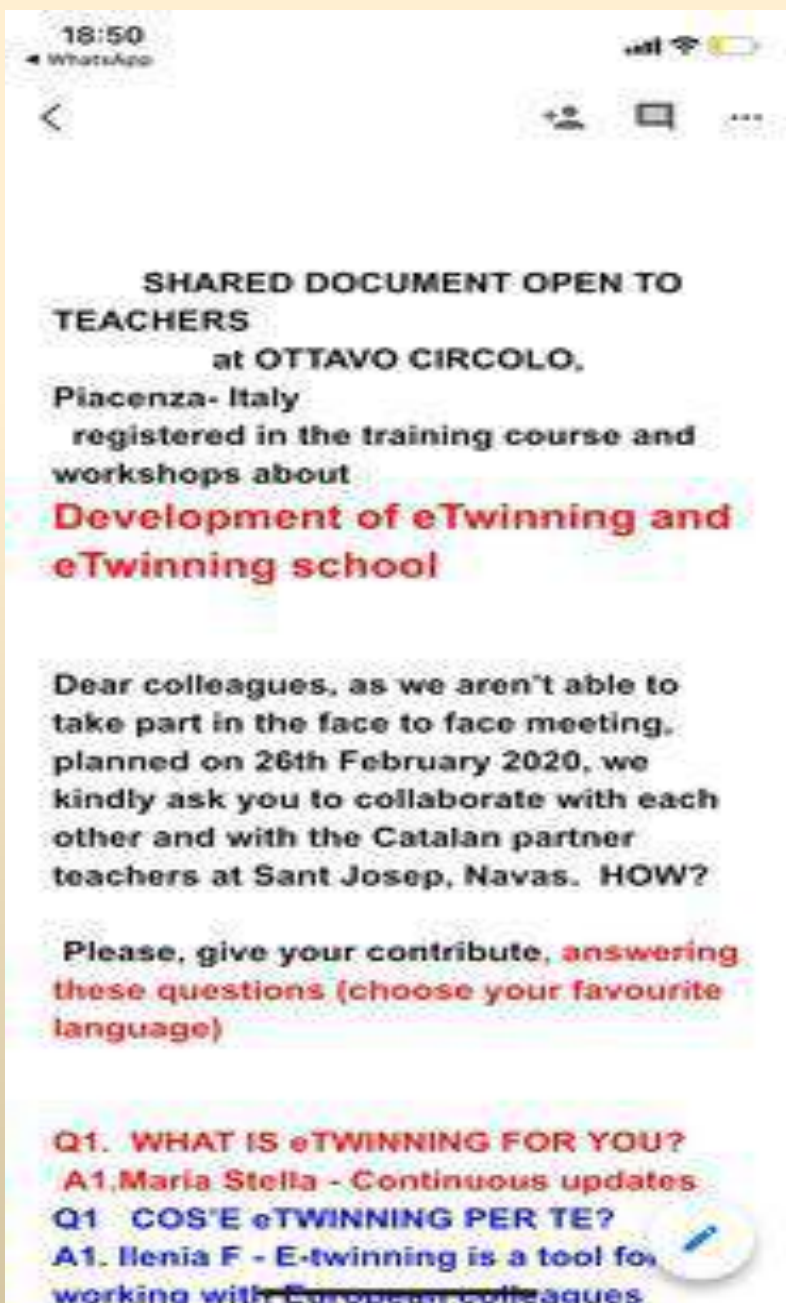 18:50
◂ WhatsApp
SHARED DOCUMENT OPEN TO
TEACHERS
at OTTAVO CIRCOLO,
Piacenza- Italy
registered in the training course and
workshops about
Development of eTwinning and
eTwinning school
Dear colleagues, as we aren't able to
take part in the face to face meeting,
planned on 26th February 2020, we
kindly ask you to collaborate with each
other and with the Catalan partner
teachers at Sant Josep, Navas. HOW?
Please, give your contribute, answering
these questions (choose your favourite
language)
Q1. WHAT IS eTWINNING FOR YOU?
A1.Maria Stella - Continuous updates
Q1 COS'E eTWINNING PER TE?
A1. Ilenia F - E-twinning is a tool fo
working with European colleagues